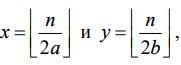 x = ⌊n/2a⌋ и y = ⌊n/2b⌋,